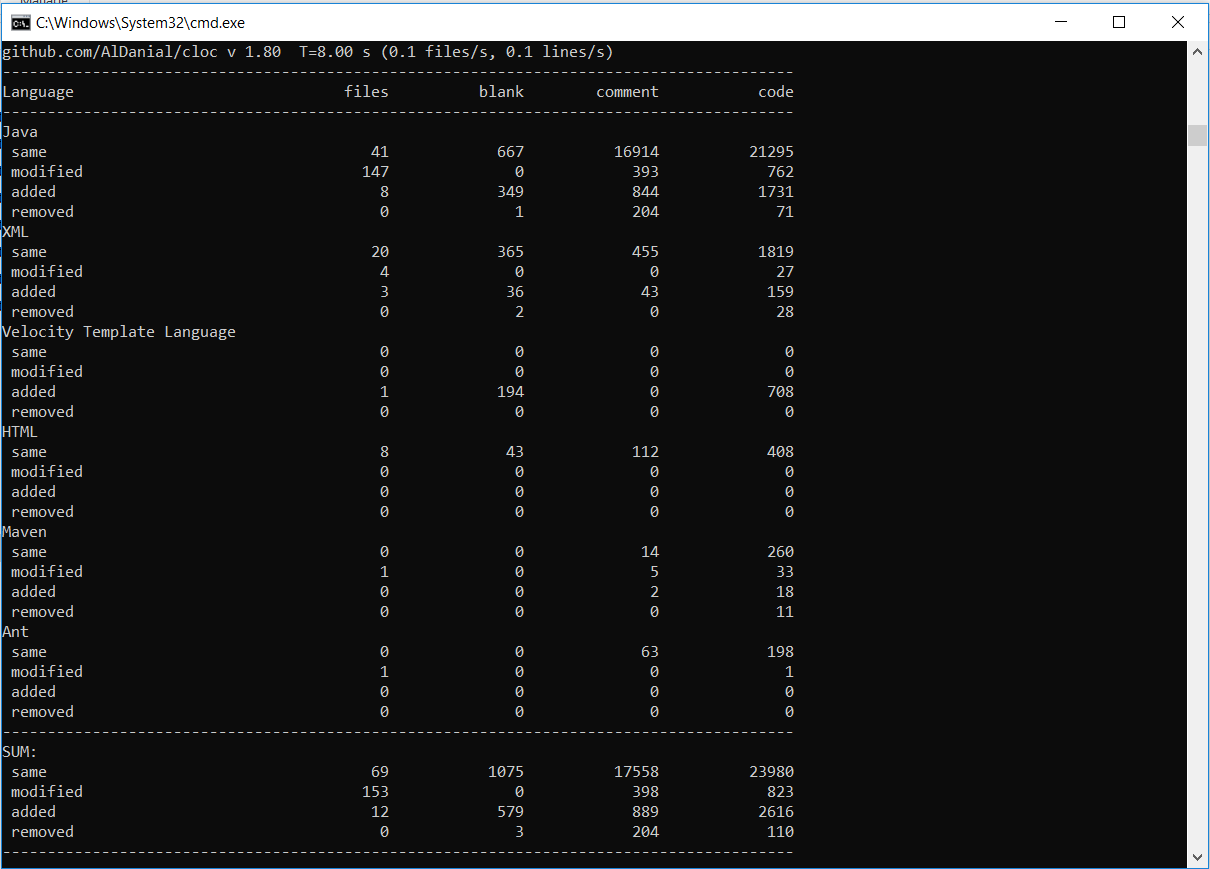 C:\Windows\System32\cmd.exe
github.com/AlDanial/cloc v 1.80  T=8.00 s (0.1 files/s, 0.1 lines/s)
----------------------------------------------------------------------------------------
Language                              files          blank        comment           code
----------------------------------------------------------------------------------------
Java
 same                                    41            667          16914          21295
 modified                               147              0            393            762
 added                                    8            349            844           1731
 removed                                  0              1            204             71
XML
 same                                    20            365            455           1819
 modified                                 4              0              0             27
 added                                    3             36             43            159
 removed                                  0              2              0             28
Velocity Template Language
 same                                     0              0              0              0
 modified                                 0              0              0              0
 added                                    1            194              0            708
 removed                                  0              0              0              0
HTML
 same                                     8             43            112            408
 modified                                 0              0              0              0
 added                                    0              0              0              0
 removed                                  0              0              0              0
Maven
 same                                     0              0             14            260
 modified                                 1              0              5             33
 added                                    0              0              2             18
 removed                                  0              0              0             11
Ant
 same                                     0              0             63            198
 modified                                 1              0              0              1
 added                                    0              0              0              0
 removed                                  0              0              0              0
----------------------------------------------------------------------------------------
SUM:
 same                                    69           1075          17558          23980
 modified                               153              0            398            823
 added                                   12            579            889           2616
 removed                                  0              3            204            110
----------------------------------------------------------------------------------------